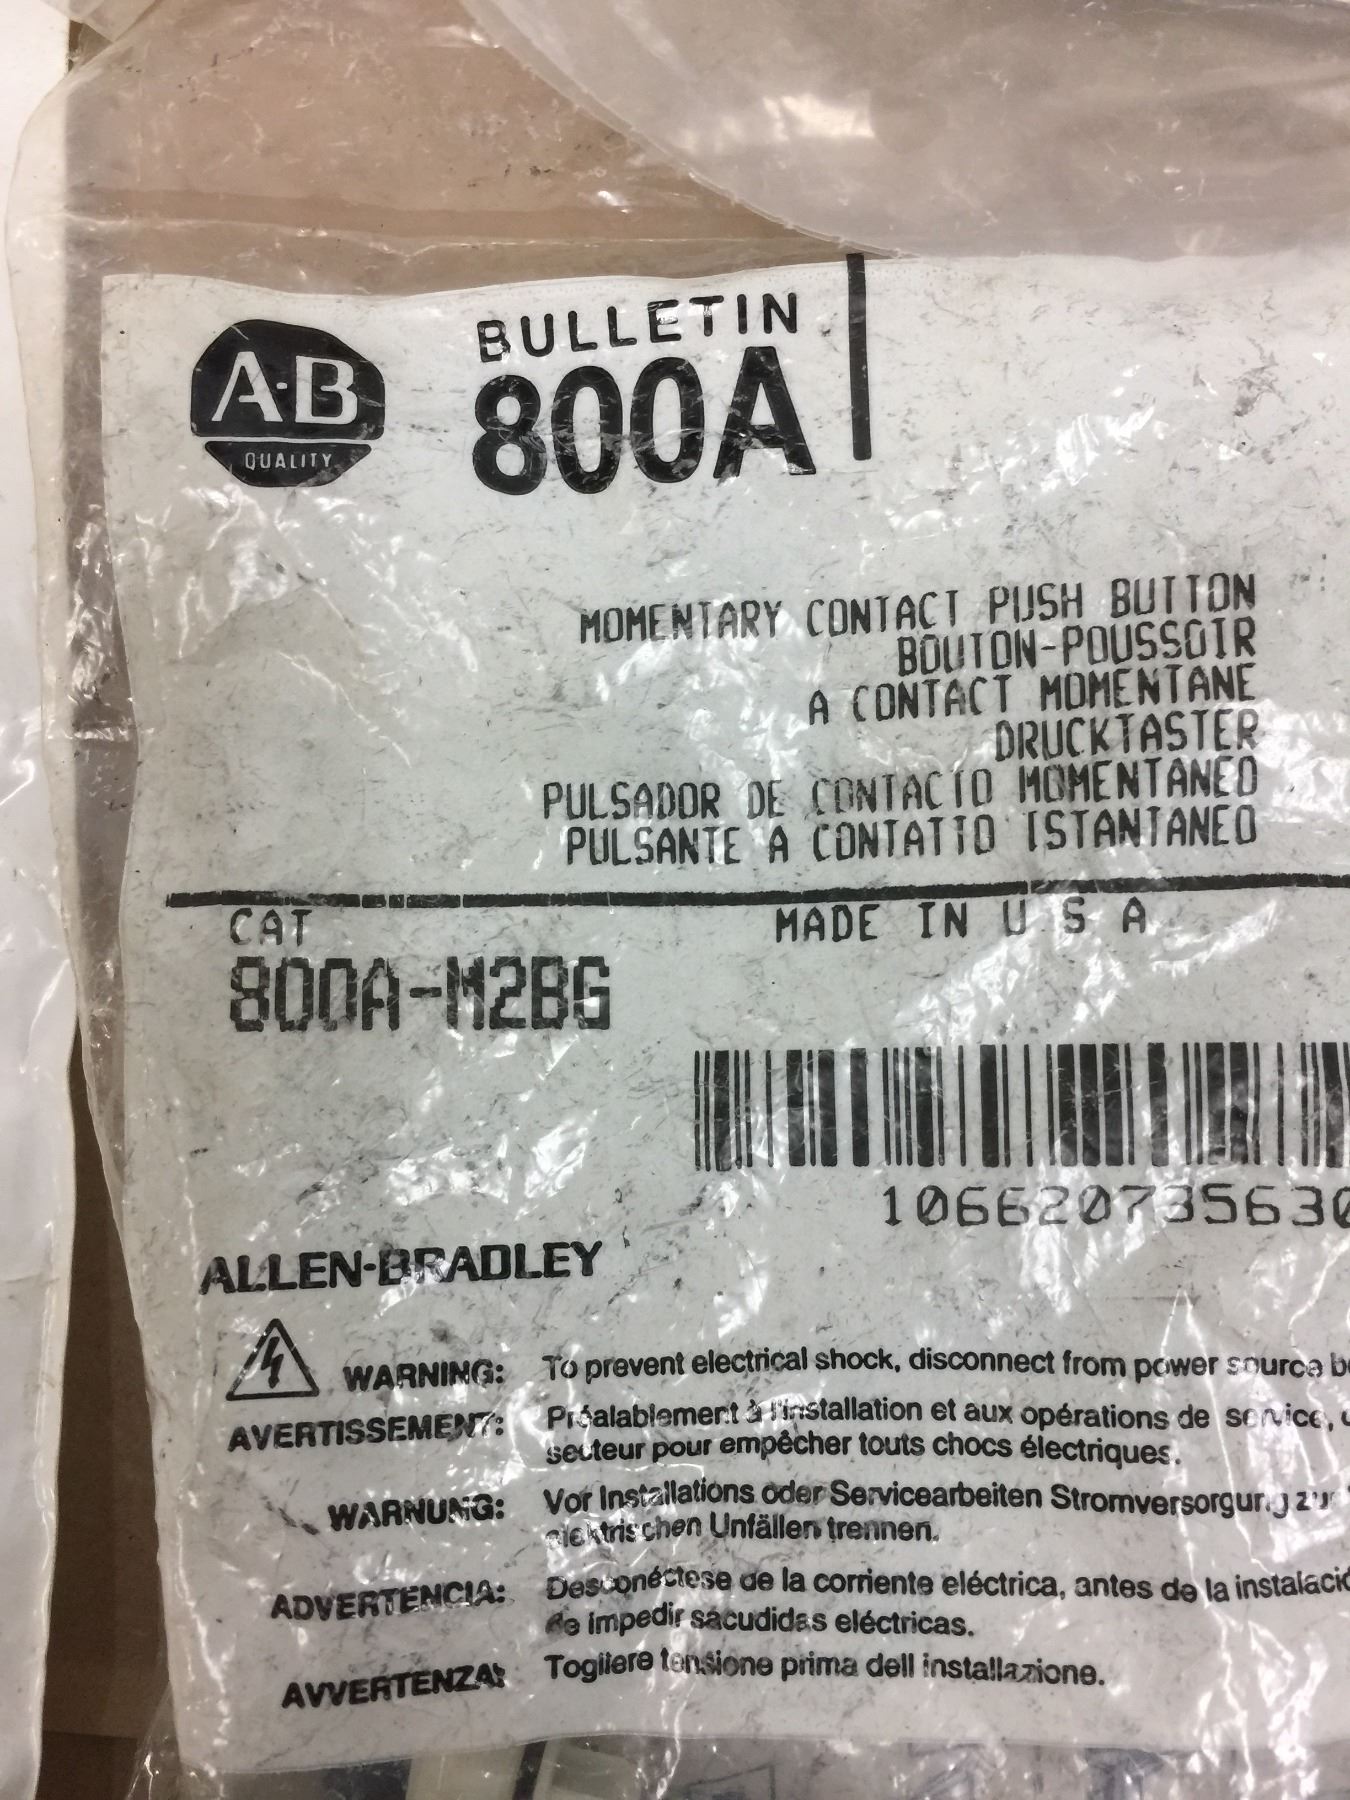 A·B
QUALITY
BULLETIN
800A
MOMENTARY CONTACT PUSH BUTTON
BOUTON-POUSSOIR
A CONTACT MOMENTANE
DRUCKTASTER
PULSADOR DE CONTACTO MOMENTANEO
PULSANTE A CONTATTO ISTANTANEO
CAT
MADE IN U S A
800A-M2BG
106620735630
ALLEN-BRADLEY
WARNING: To prevent electrical shock, disconnect from power source
AVERTISSEMENT: Préalablement à l'installation et aux opérations de service,
secteur pour empêcher touts chocs électriques.
WARNUNG: Vor Installations oder Servicearbeiten Stromversorgung zur
elektrischen Unfällen trennen.
ADVERTENCIA: Desconéctese de la corriente eléctrica, antes de la
de impedir sacudidas eléctricas.
AVVERTENZA: Togliere tensione prima dell installazione.